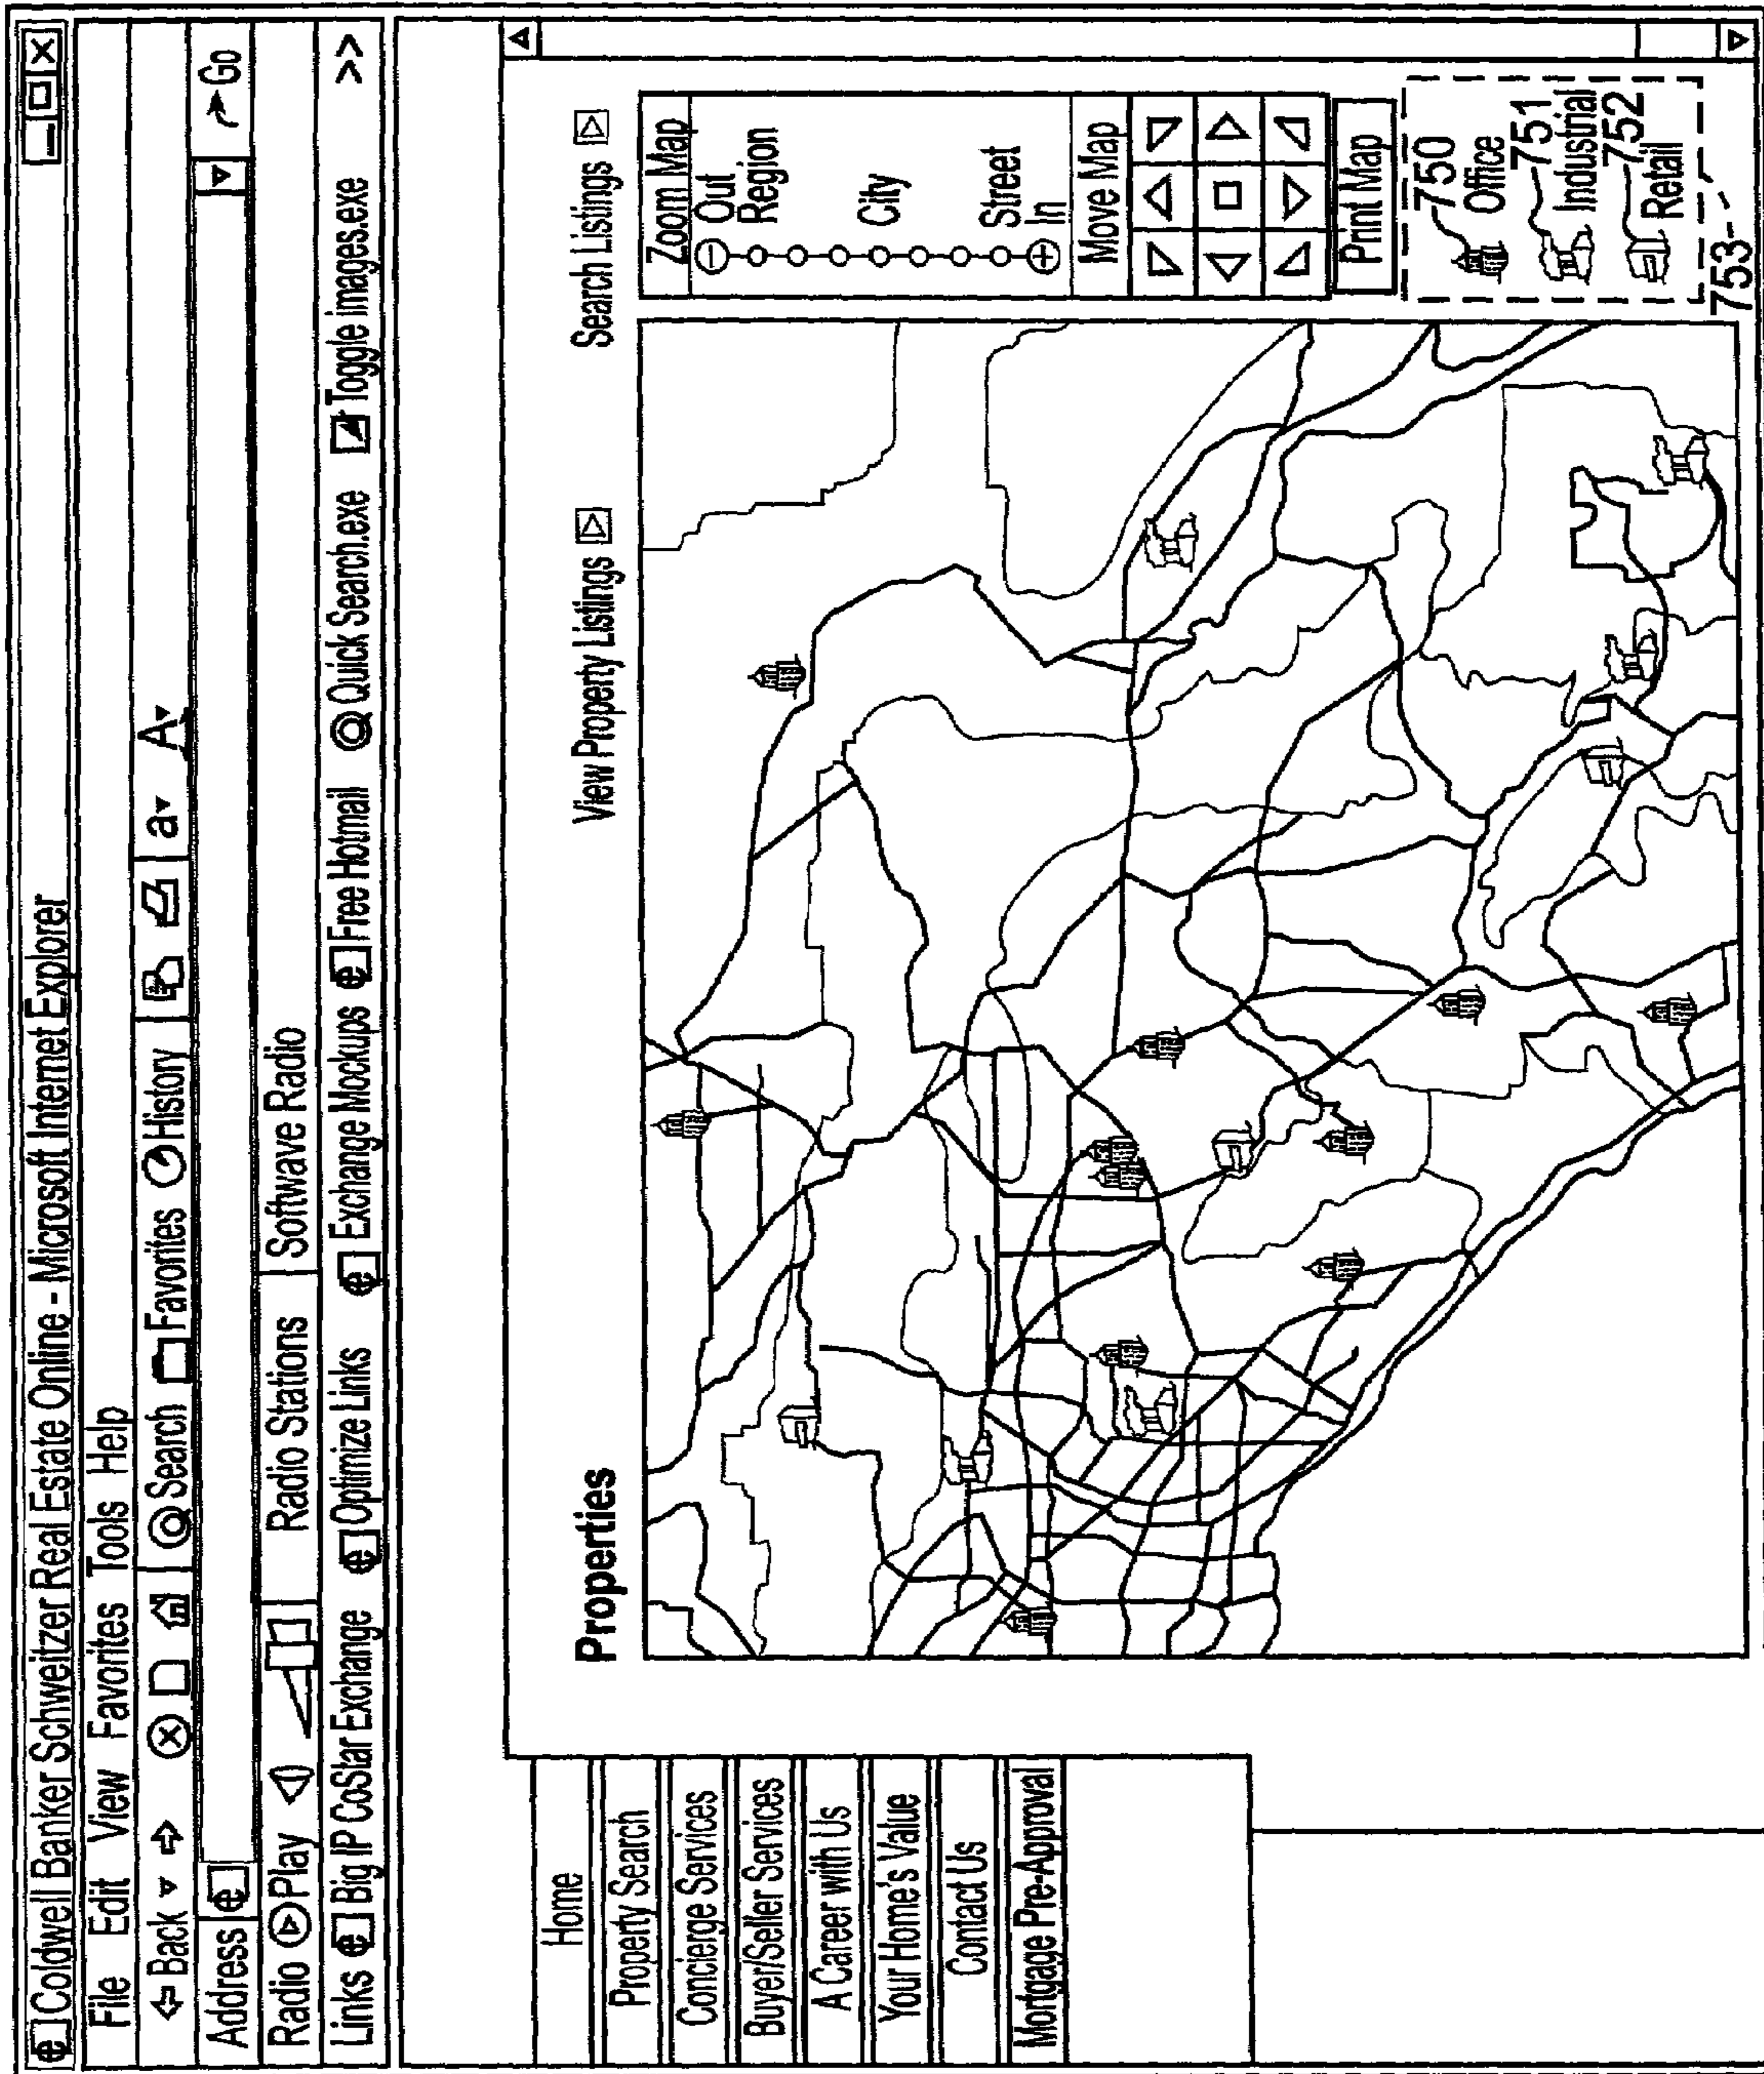 Coldwell Banker Schweitzer Real Estate Online - Microsoft Internet Explorer
File Edit View Favorites Tools Help
Back Search Favorites History a A
Address Go
Radio Play Radio Stations Softwave Radio
Links Big IP CoStar Exchange Optimize Links Exchange Mockups Free Hotmail Quick Search.exe Toggle images.exe >>
Home
Property Search
Concierge Services
Buyer/Seller Services
A Career with Us
Your Home's Value
Contact Us
Mortgage Pre-Approval
Properties View Property Listings Search Listings
Zoom Map
Out
Region
City
Street
In
Move Map
Print Map
750
Office
751
Industrial
752
Retail
753